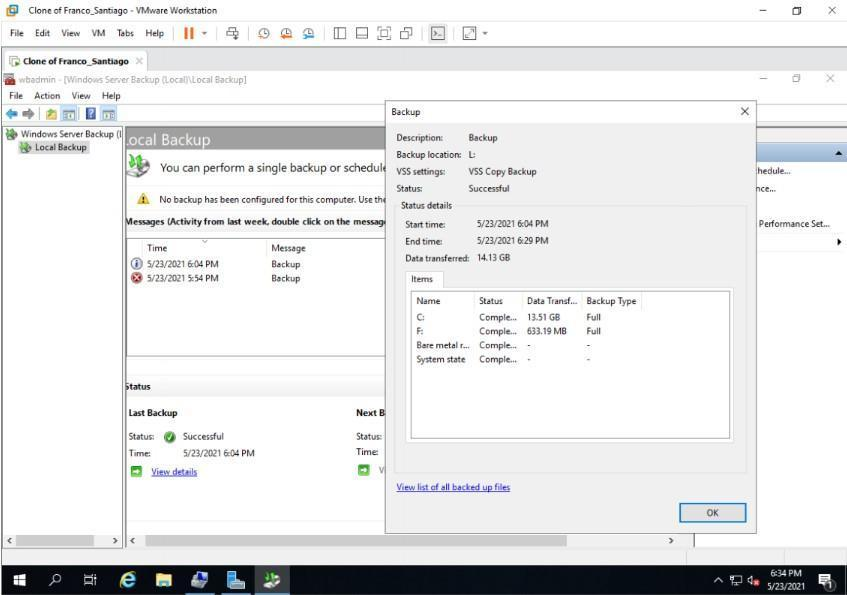 Clone of Franco_Santiago - VMware Workstation
File Edit View VM Tabs Help
Clone of Franco_Santiago
wbadmin - [Windows Server Backup (Local)\Local Backup]
File Action View Help
Windows Server Backup (l
Local Backup
ocal Backup
You can perform a single backup or schedule
No backup has been configured for this computer. Use the
Messages (Activity from last week, double click on the messag
Time Message
5/23/2021 6:04 PM Backup
5/23/2021 5:54 PM Backup
Status
Last Backup Next B
Status: Successful Status:
Time: 5/23/2021 6:04 PM Time:
View details Vi
Backup
Description: Backup
Backup location: L:
VSS settings: VSS Copy Backup
Status: Successful
Status details
Start time: 5/23/2021 6:04 PM
End time: 5/23/2021 6:29 PM
Data transferred: 14.13 GB
Items
Name Status Data Transf... Backup Type
C: Comple... 13.51 GB Full
F: Comple... 633.19 MB Full
Bare metal r... Comple... - -
System state Comple... - -
View list of all backed up files
OK
hedule...
nce...
Performance Set...
6:34 PM
5/23/2021
1